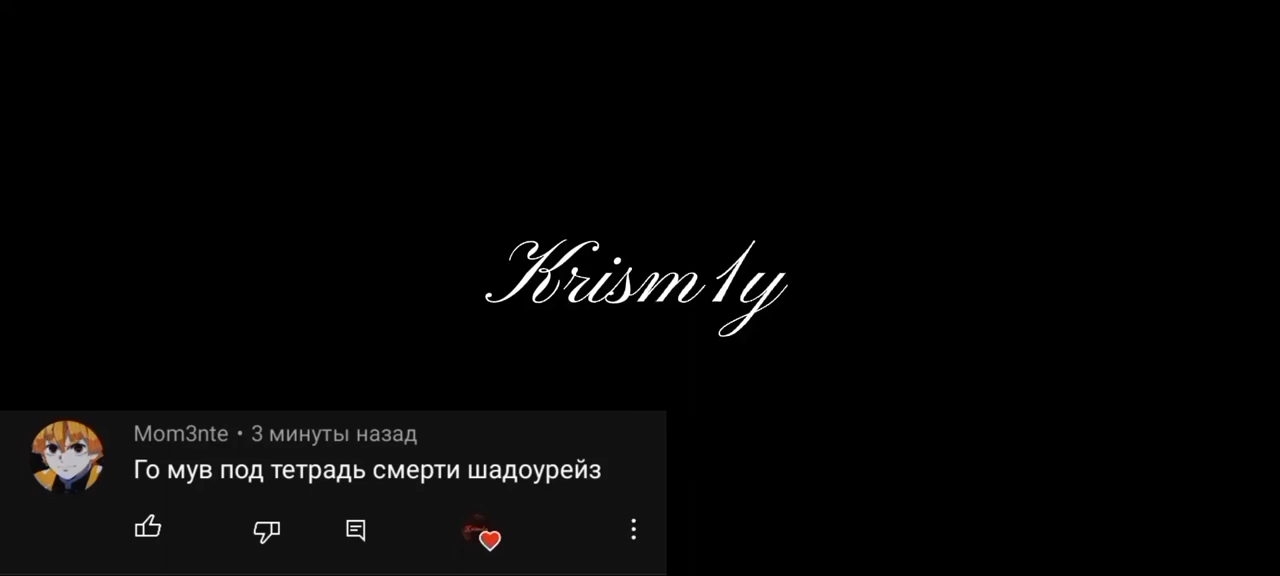 Krism1y
Mom3nte • 3 минуты назад
Го мув под тетрадь смерти шадоурейз